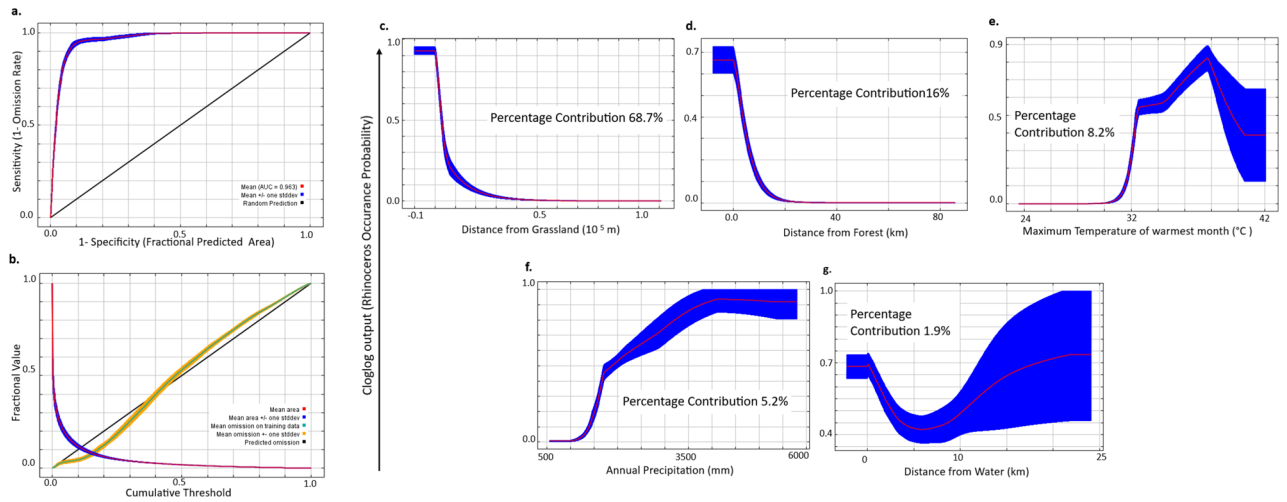 a.
1.0
0.5
0.0
0.0
0.5
1.0
Sensitivity (1- Omission Rate)
Mean (AUC = 0.963)
Mean +/- one stddev
Random Prediction
1- Specificity (Fractional Predicted Area)
b.
1.0
0.5
0.0
0.0
0.5
1.0
Fractional Value
Mean area
Mean area +/- one stddev
Mean omission on training data
Mean omission +- one stddev
Predicted omission
Cumulative Threshold
Cloglog output (Rhinoceros Occurance Probability)
c.
1.0
0.5
0.0
-0.1
0.5
1.0
Percentage Contribution 68.7%
Distance from Grassland (10 5 m)
d.
0.7
0.4
0.0
0.0
40
80
Percentage Contribution16%
Distance from Forest (km)
e.
0.9
0.5
0.0
24
32
42
Percentage
Contribution 8.2%
Maximum Temperature of warmest month (°C )
f.
1.0
0.5
0.0
500
3500
6000
Percentage Contribution 5.2%
Annual Precipitation (mm)
g.
1.0
0.7
0.4
0
10
25
Percentage
Contribution 1.9%
Distance from Water (km)